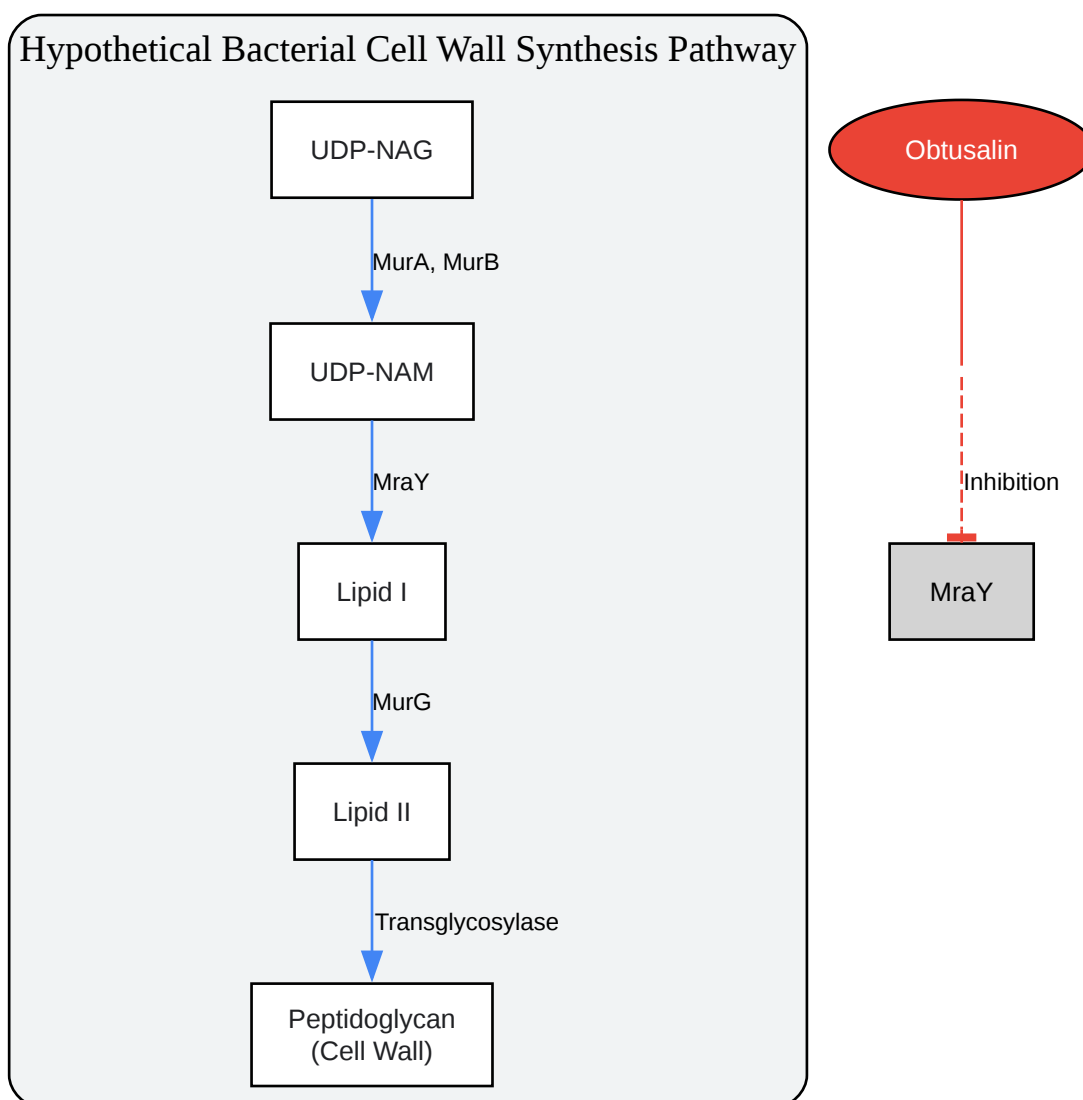 Hypothetical Bacterial Cell Wall Synthesis Pathway
UDP-NAG
Obtusalin
MurA, MurB
UDP-NAM
MraY
Inhibition
Lipid I
MraY
MurG
Lipid II
Transglycosylase
Peptidoglycan
(Cell Wall)